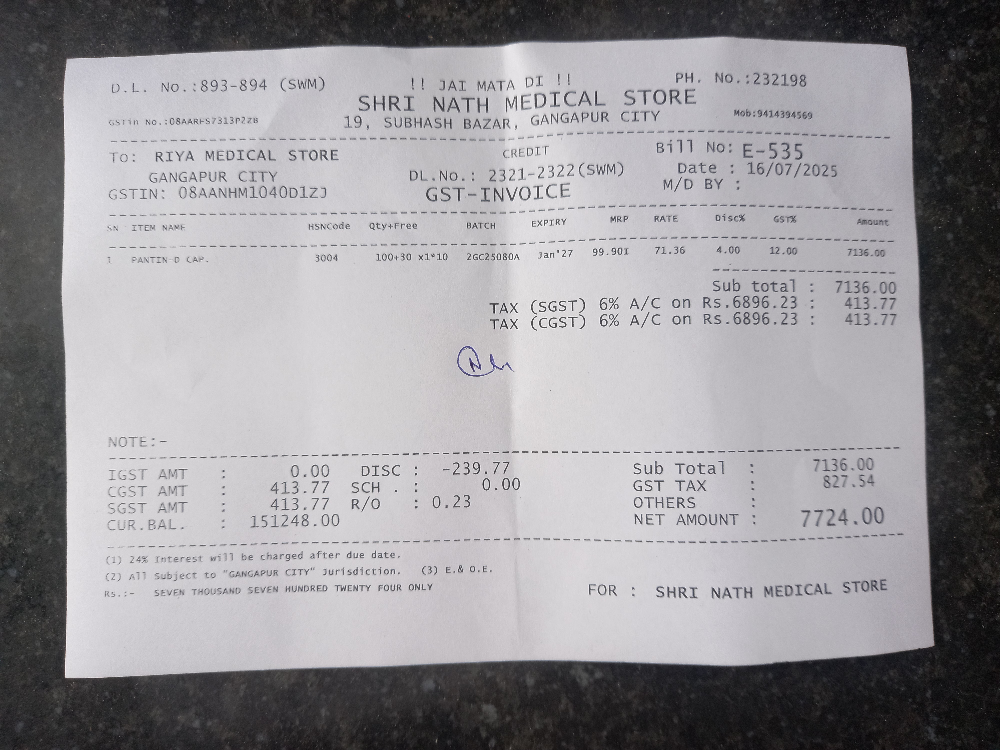 D.L. No.:893-894 (SWM) !! JAI MATA DI !! PH. No.:232198
SHRI NATH MEDICAL STORE
GSTIN No.:08AARFS7313P2ZB 19, SUBHASH BAZAR, GANGAPUR CITY Mob:9414394569
To: RIYA MEDICAL STORE CREDIT Bill No: E-535
GANGAPUR CITY DL.No.: 2321-2322(SWM) Date : 16/07/2025
GSTIN: 08AANHM1040D1ZJ GST-INVOICE M/D BY :
SN ITEM NAME HSNCode Qty+Free BATCH EXPIRY MRP RATE Disc% GST% Amount
1 PANTIN D CAP. 3004 100+30 x1*10 2GC25080A Jan'27 99.90I 71.36 4.00 12.00 7136.00
Sub total : 7136.00
TAX (SGST) 6% A/C on Rs.6896.23 : 413.77
TAX (CGST) 6% A/C on Rs.6896.23 : 413.77
NOTE:-
IGST AMT : 0.00 DISC : -239.77 Sub Total : 7136.00
CGST AMT : 413.77 SCH . : 0.00 GST TAX : 827.54
SGST AMT : 413.77 R/O : 0.23 OTHERS :
CUR.BAL. : 151248.00 NET AMOUNT : 7724.00
(1) 24% Interest will be charged after due date.
(2) All Subject to "GANGAPUR CITY" Jurisdiction. (3) E.& O.E.
Rs.:- SEVEN THOUSAND SEVEN HUNDRED TWENTY FOUR ONLY
FOR : SHRI NATH MEDICAL STORE